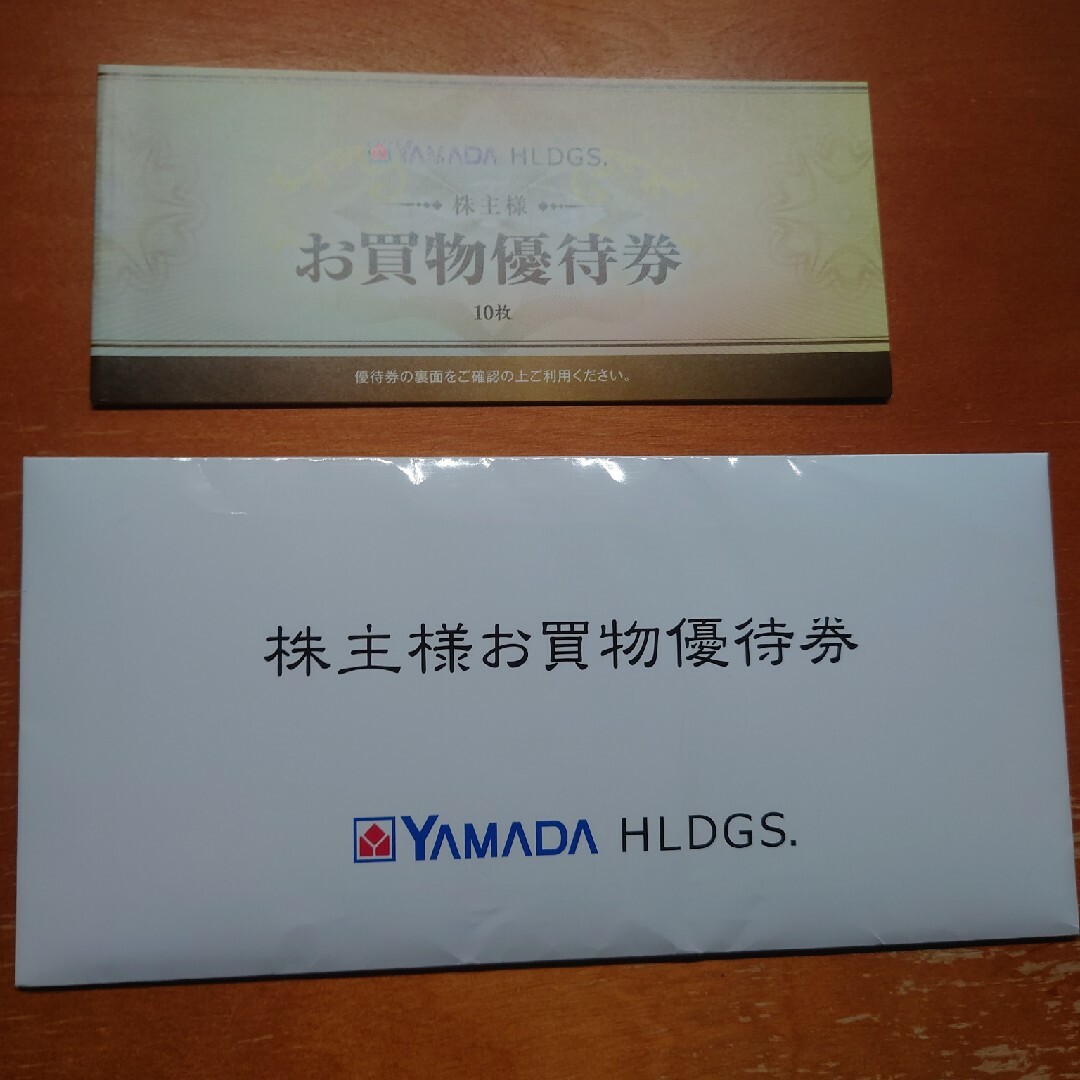 YAMADA HLDGS.
株主様
お買物優待券
10枚
優待券の裏面をご確認の上ご利用ください。
株主様お買物優待券
YAMADA HLDGS.